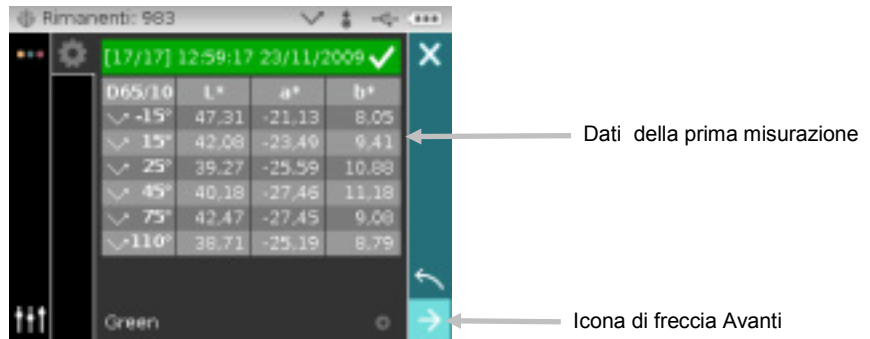 Rimanenti: 983
[17/17] 12:59:17 23/11/2009
D65/10 L* a* b*
-15° 47,31 -21,13 8,05
15° 42,08 -23,49 9,41
25° 39,27 -25,59 10,88
45° 40,18 -27,46 11,18
75° 42,47 -27,45 9,08
110° 38,71 -25,19 8,79
Green
Dati della prima misurazione
Icona di freccia Avanti